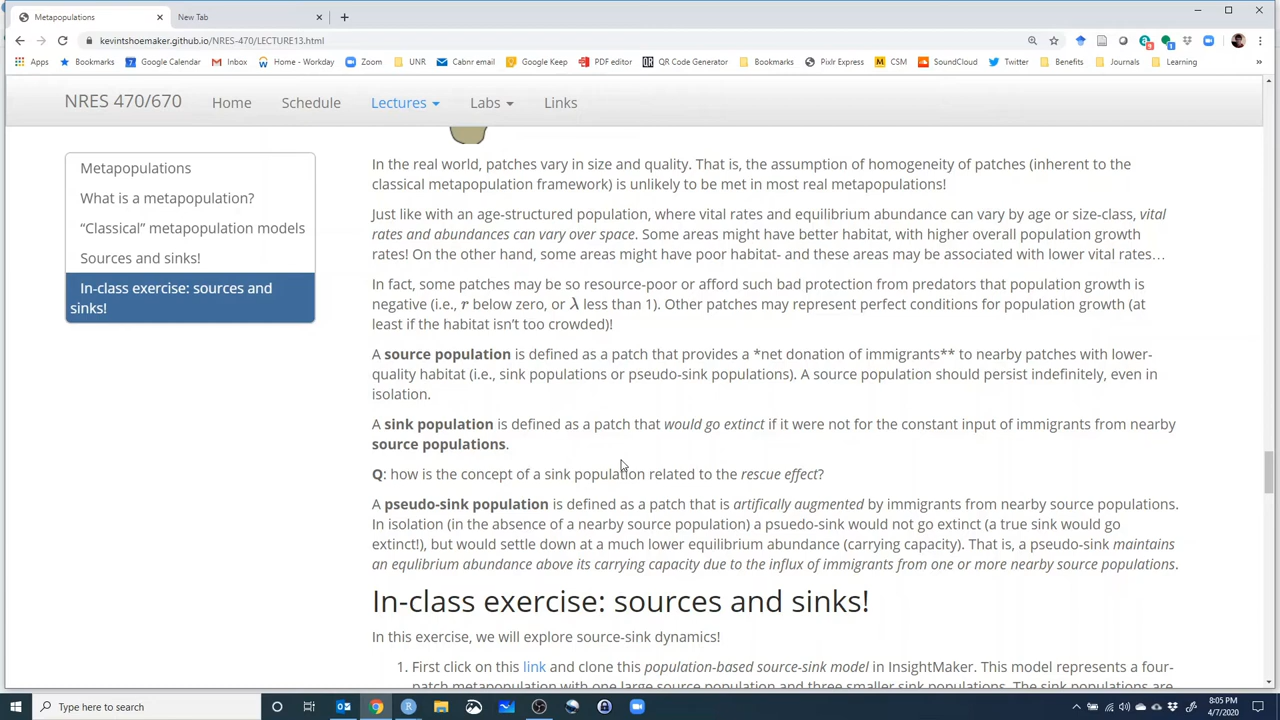 Metapopulations
New Tab
kevintshoemaker.github.io/NRES-470/LECTURE13.html
Apps Bookmarks Google Calendar Inbox Home - Workday Zoom UNR Cabnr email Google Keep PDF editor QR Code Generator Bookmarks Pixlr Express CSM SoundCloud Twitter Benefits Journals Learning
NRES 470/670 Home Schedule Lectures Labs Links
Metapopulations
What is a metapopulation?
“Classical” metapopulation models
Sources and sinks!
In-class exercise: sources and
sinks!
In the real world, patches vary in size and quality. That is, the assumption of homogeneity of patches (inherent to the
classical metapopulation framework) is unlikely to be met in most real metapopulations!
Just like with an age-structured population, where vital rates and equilibrium abundance can vary by age or size-class, vital
rates and abundances can vary over space. Some areas might have better habitat, with higher overall population growth
rates! On the other hand, some areas might have poor habitat- and these areas may be associated with lower vital rates…
In fact, some patches may be so resource-poor or afford such bad protection from predators that population growth is
negative (i.e., r below zero, or λ less than 1). Other patches may represent perfect conditions for population growth (at
least if the habitat isn’t too crowded)!
A source population is defined as a patch that provides a *net donation of immigrants** to nearby patches with lower-
quality habitat (i.e., sink populations or pseudo-sink populations). A source population should persist indefinitely, even in
isolation.
A sink population is defined as a patch that would go extinct if it were not for the constant input of immigrants from nearby
source populations.
Q: how is the concept of a sink population related to the rescue effect?
A pseudo-sink population is defined as a patch that is artifically augmented by immigrants from nearby source populations.
In isolation (in the absence of a nearby source population) a psuedo-sink would not go extinct (a true sink would go
extinct!), but would settle down at a much lower equilibrium abundance (carrying capacity). That is, a pseudo-sink maintains
an equlibrium abundance above its carrying capacity due to the influx of immigrants from one or more nearby source populations.
In-class exercise: sources and sinks!
In this exercise, we will explore source-sink dynamics!
1. First click on this link and clone this population-based source-sink model in InsightMaker. This model represents a four-
patch metapopulation with one large source population and three smaller sink populations. The sink populations are
Type here to search
8:05 PM
4/7/2020